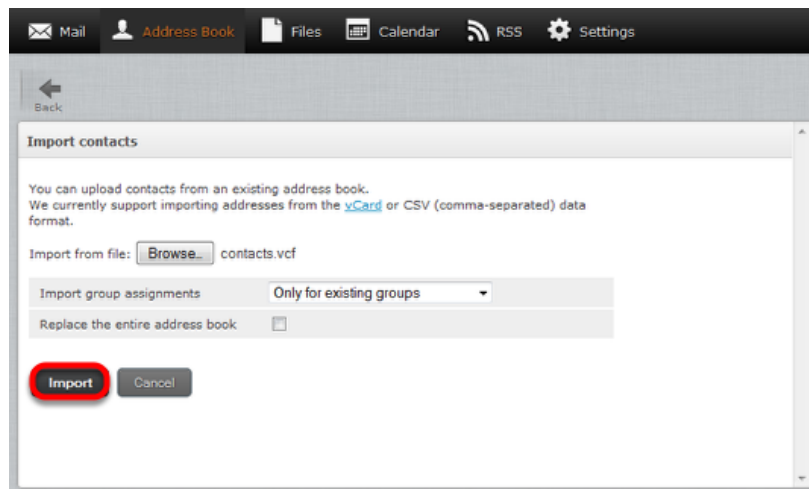 Mail Address Book Files Calendar RSS Settings
Back
Import contacts
You can upload contacts from an existing address book.
We currently support importing addresses from the vCard or CSV (comma-separated) data
format.
Import from file: Browse... contacts.vcf
Import group assignments Only for existing groups
Replace the entire address book
Import Cancel